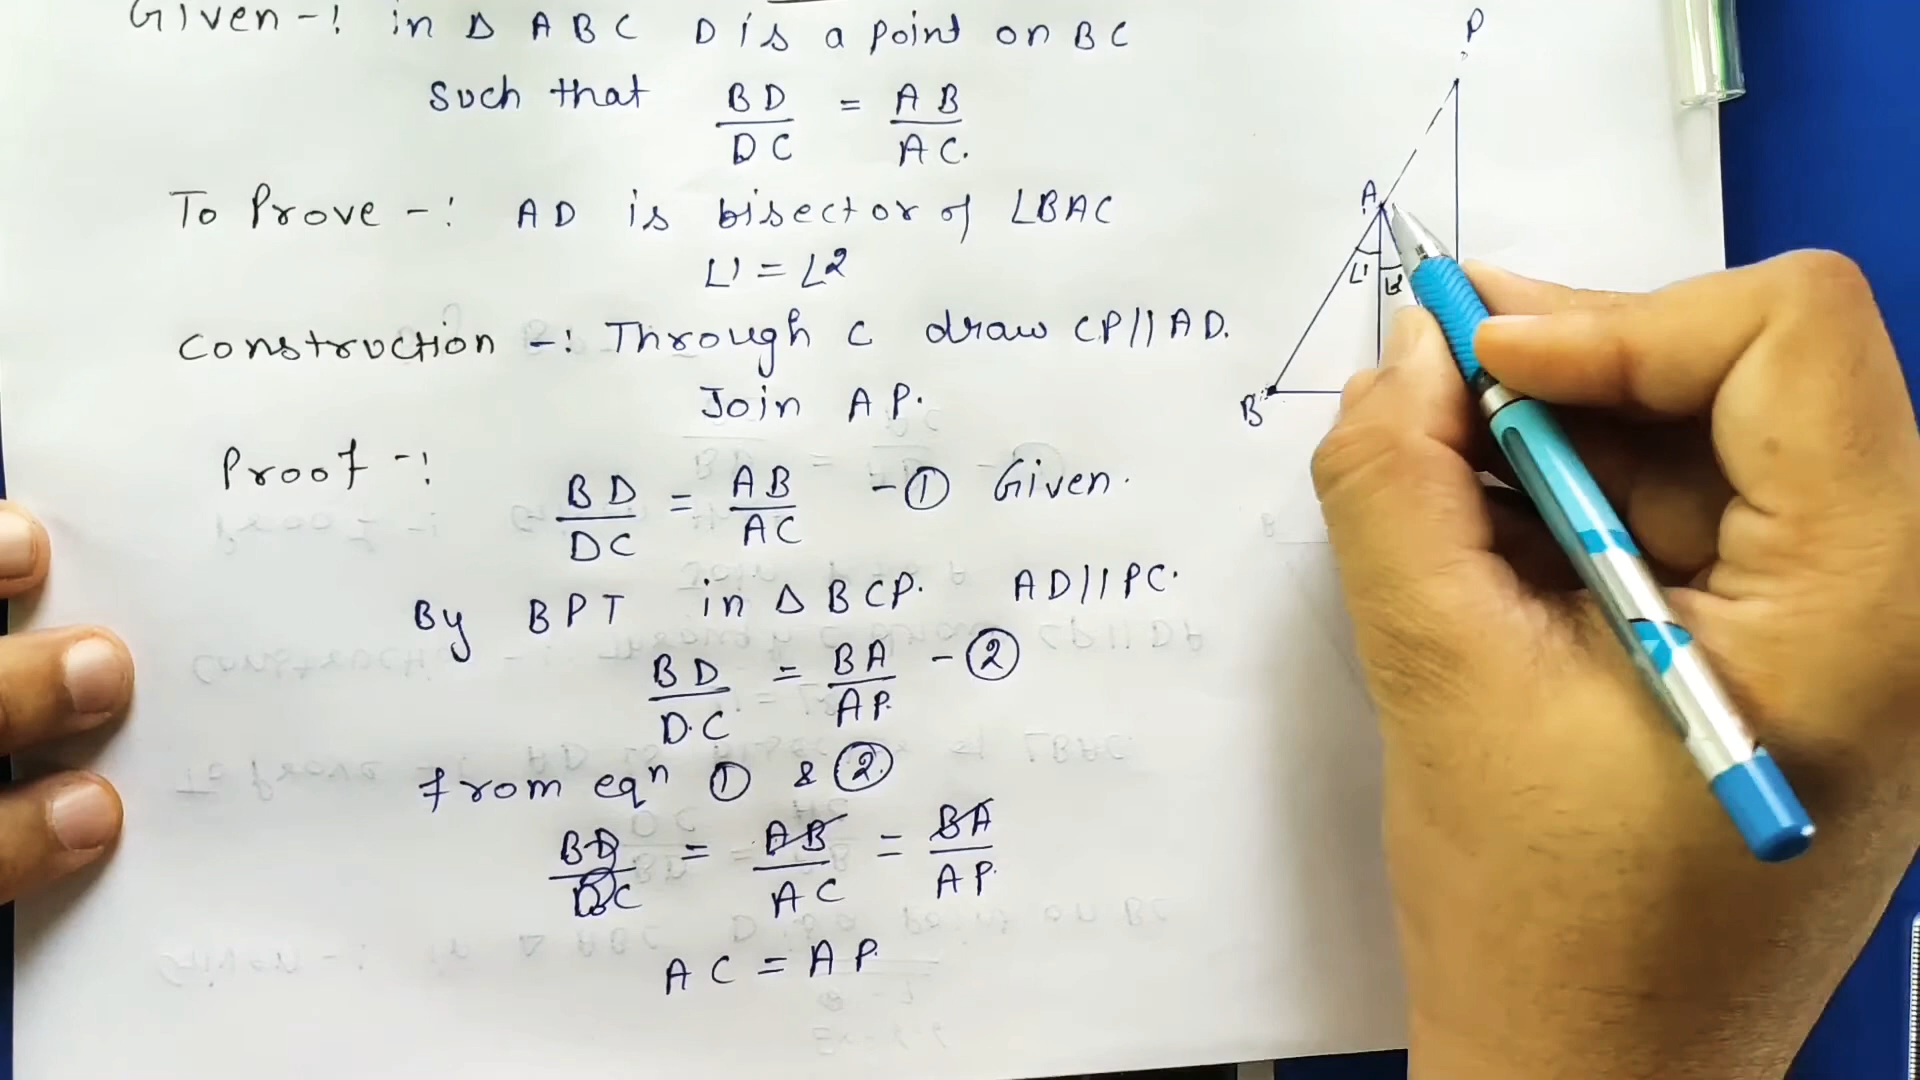 Given -: in Δ ABC D is a point on BC
such that BD/DC = AB/AC.
To Prove -: AD is bisector of ∠BAC
∠1 = ∠2
Construction -: Through C draw CP||AD.
Join AP.
Proof -:
BD/DC = AB/AC - ① Given.
By BPT in Δ BCP. AD||PC.
BD/D.C = BA/AP. - ②
from eqn ① & ②
BD/DC = AB/AC = BA/AP.
AC = AP.
P
A
∠1 ∠2
B